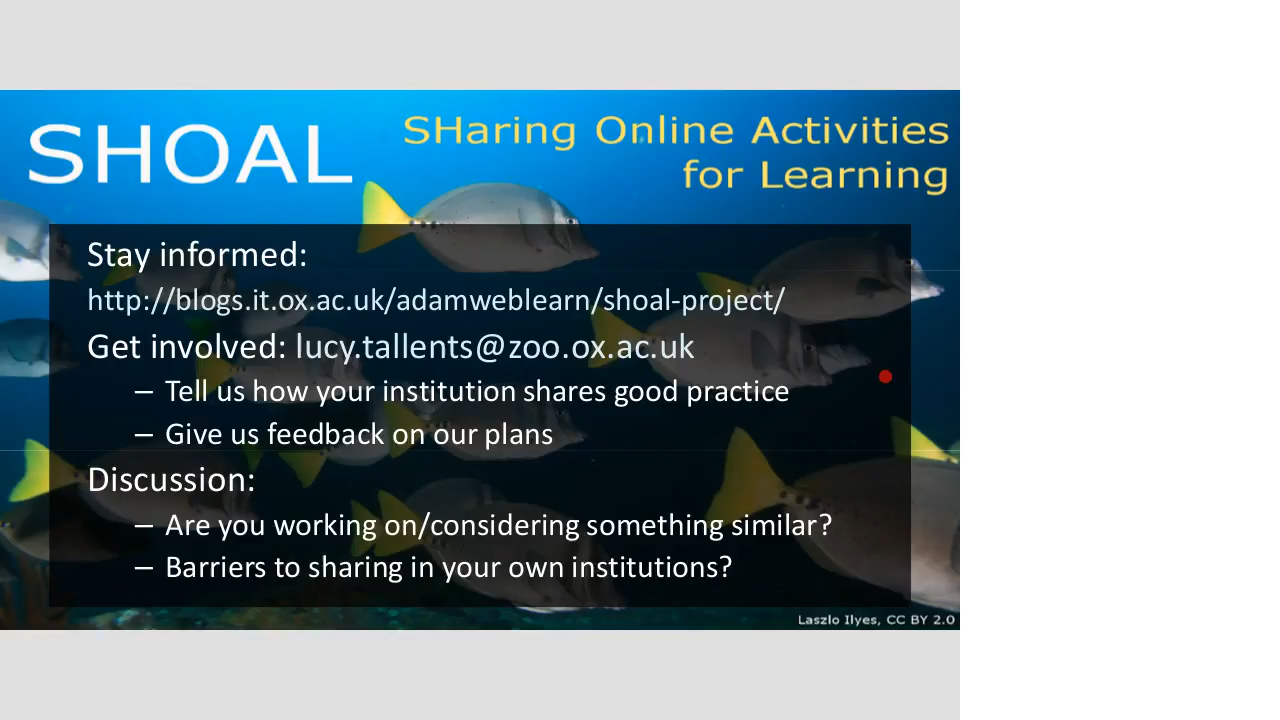 SHOAL
SHaring Online Activities
for Learning
Stay informed:
http://blogs.it.ox.ac.uk/adamweblearn/shoal-project/
Get involved: lucy.tallents@zoo.ox.ac.uk
– Tell us how your institution shares good practice
– Give us feedback on our plans
Discussion:
– Are you working on/considering something similar?
– Barriers to sharing in your own institutions?
Laszlo Ilyes, CC BY 2.0